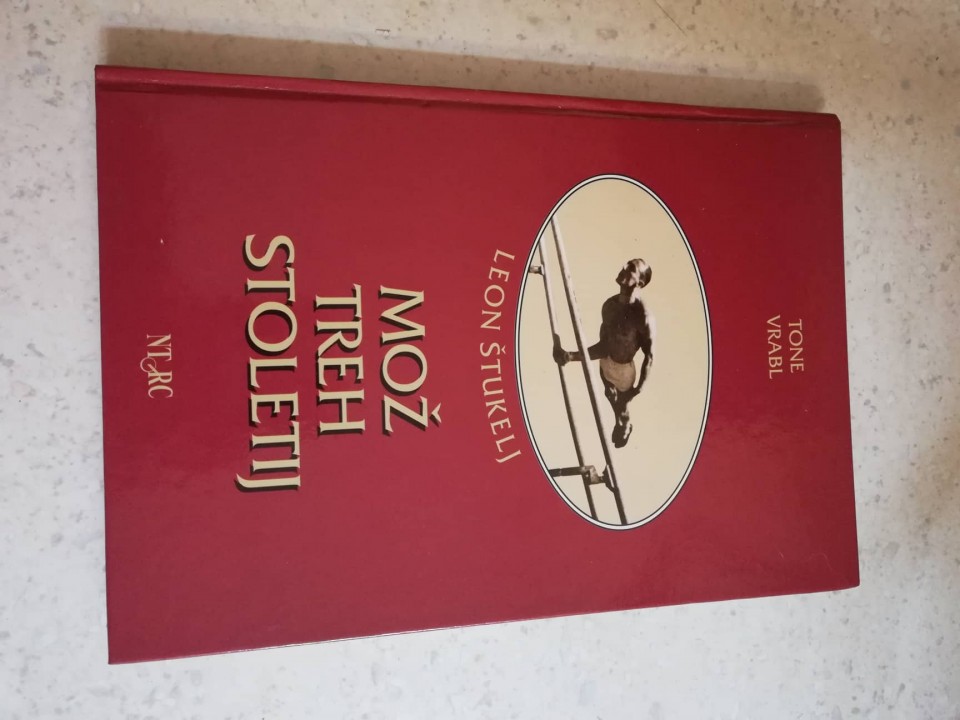 TONE
VRABL
LEON ŠTUKELJ
MOŽ
TREH
STOLETIJ
NT&RC